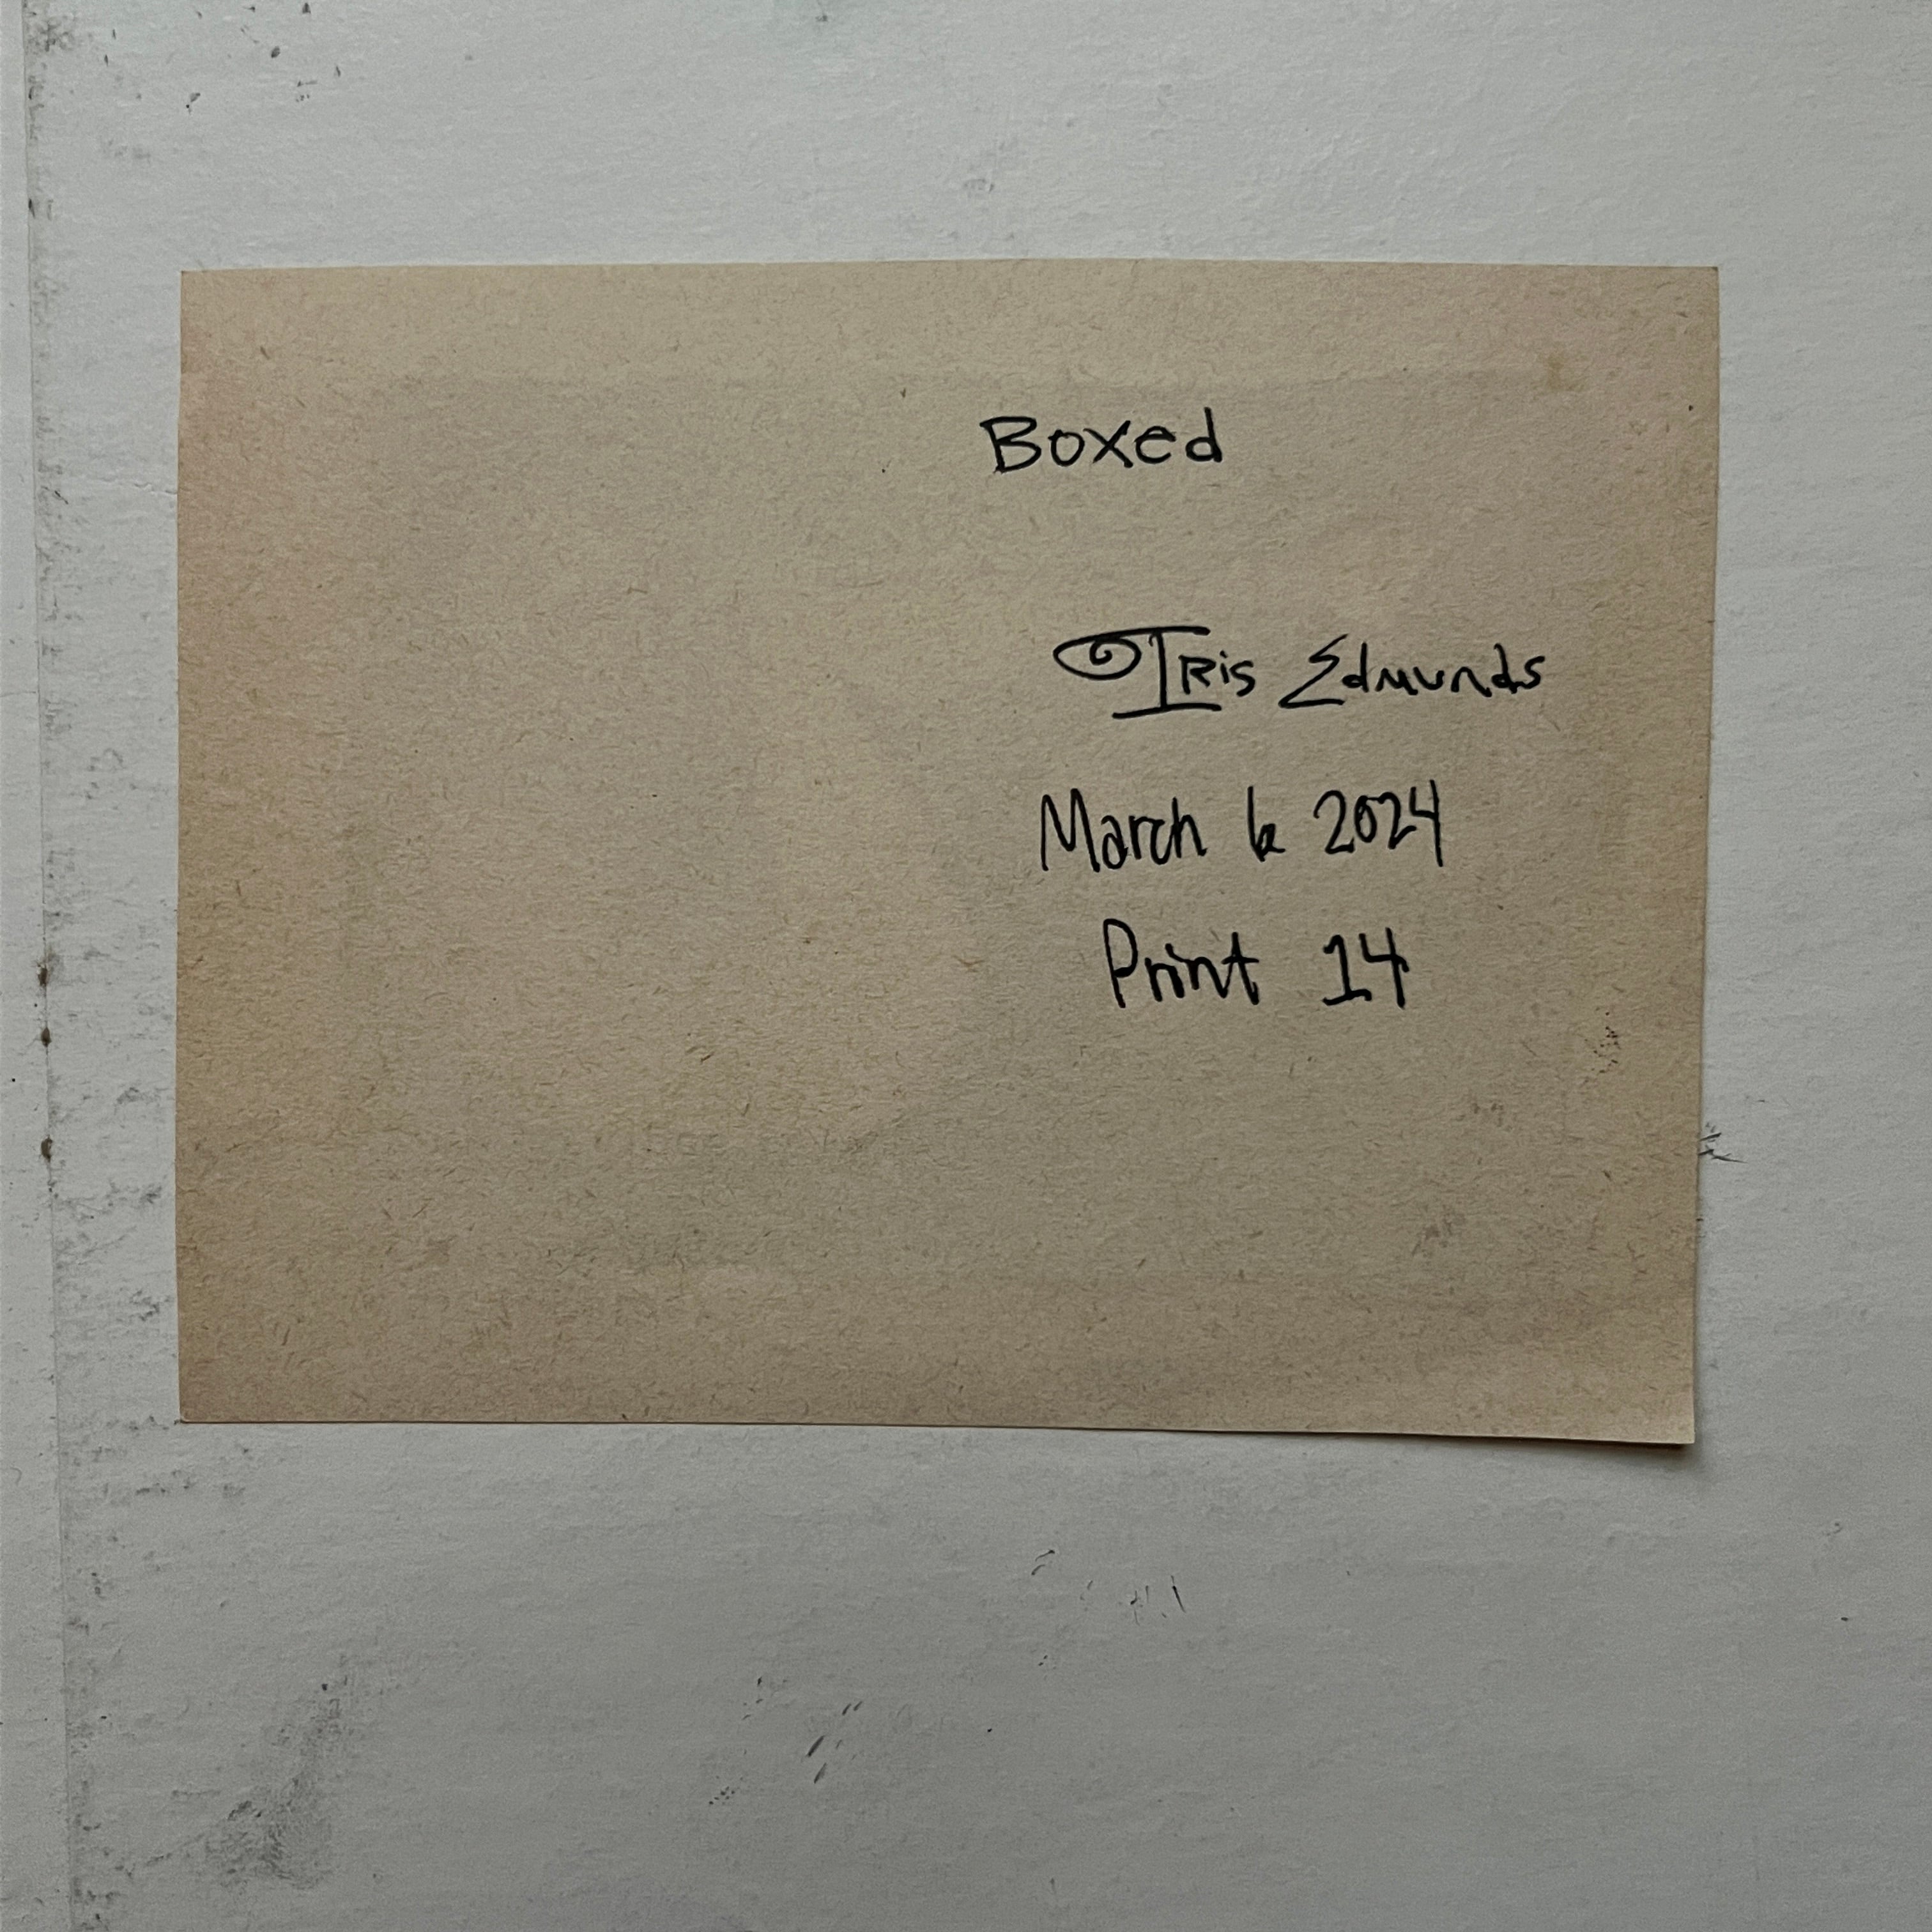 Boxed
Iris Edmunds
March 6 2024
Print 14